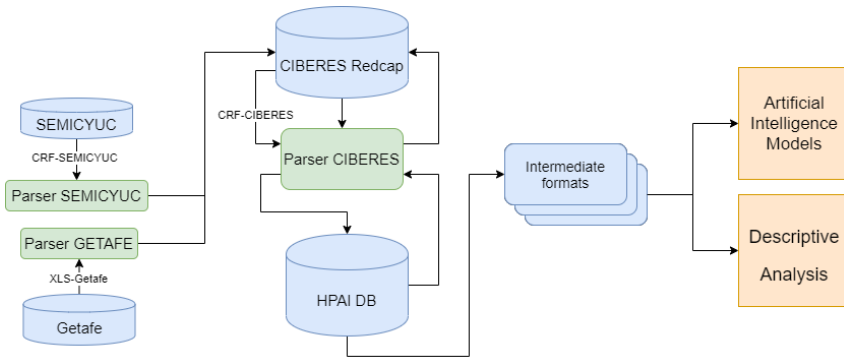 CIBERES Redcap
CRF-CIBERES
SEMICYUC
CRF-SEMICYUC
Parser SEMICYUC
Parser GETAFE
XLS-Getafe
Getafe
Parser CIBERES
HPAI DB
Intermediate
formats
Artificial
Intelligence
Models
Descriptive
Analysis